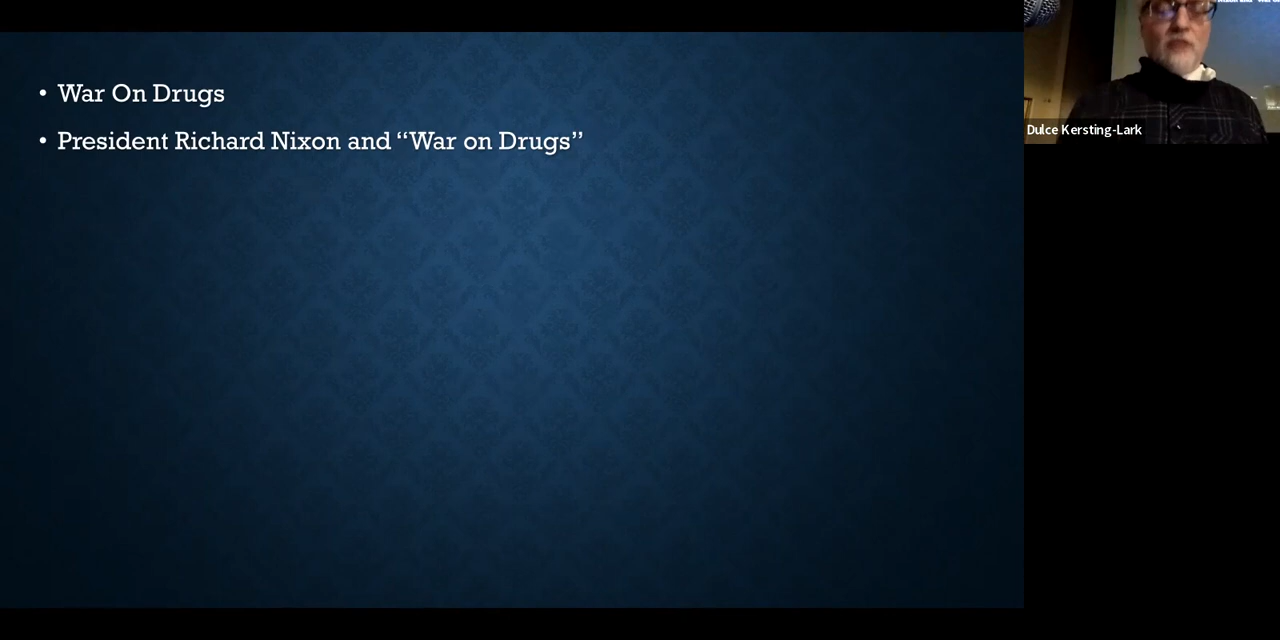 • War On Drugs
• President Richard Nixon and “War on Drugs”
Dulce Kersting-Lark